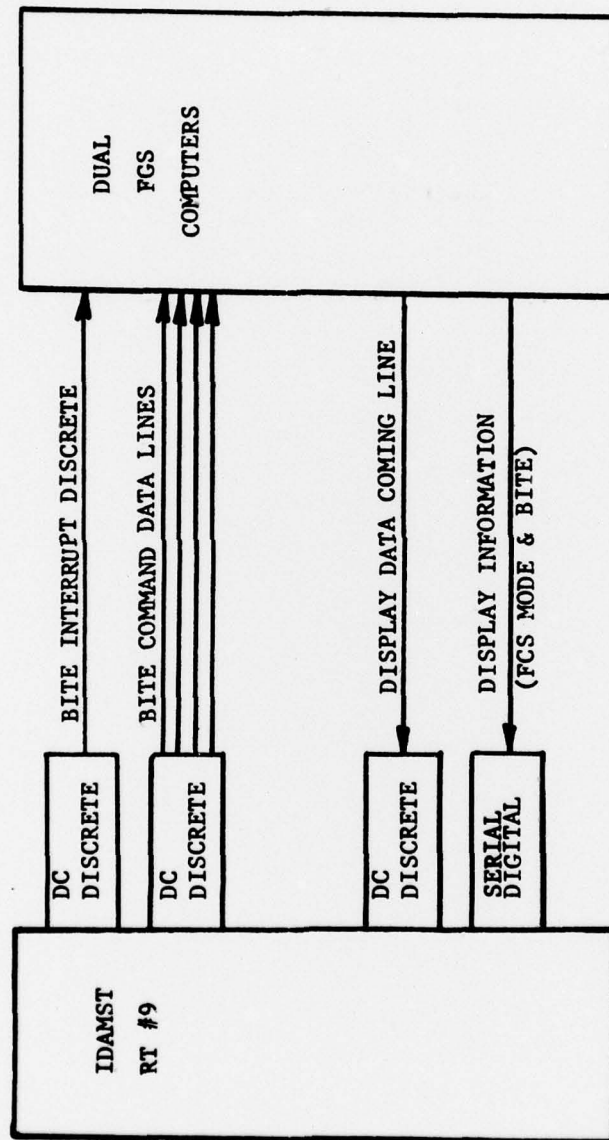 IDAMST
RT #9
DC
DISCRETE
BITE INTERRUPT DISCRETE
DC
DISCRETE
BITE COMMAND DATA LINES
DC
DISCRETE
DISPLAY DATA COMING LINE
SERIAL
DIGITAL
DISPLAY INFORMATION
(FCS MODE & BITE)
DUAL
FGS
COMPUTERS